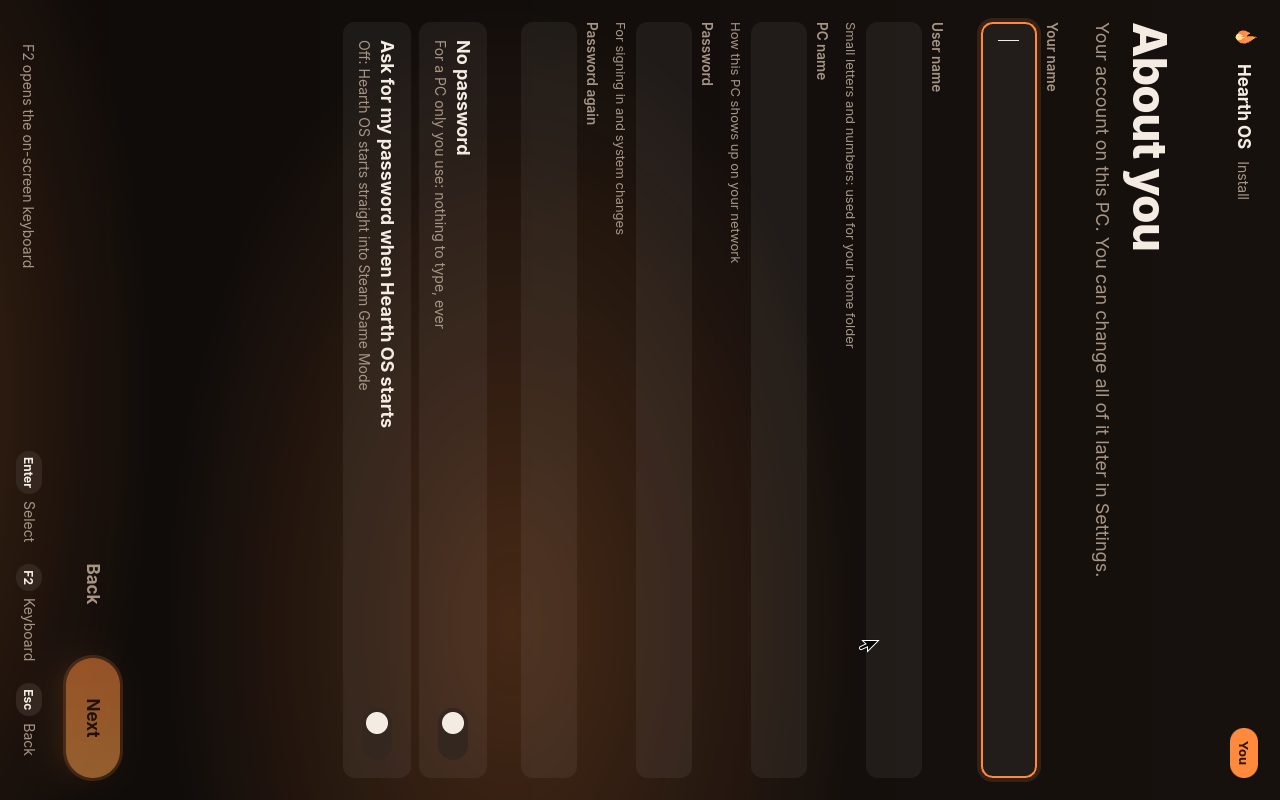 Hearth OS Install
You
About you
Your account on this PC. You can change all of it later in Settings.
Your name
User name
Small letters and numbers: used for your home folder
PC name
How this PC shows up on your network
Password
For signing in and system changes
Password again
No password
For a PC only you use: nothing to type, ever
Ask for my password when Hearth OS starts
Off: Hearth OS starts straight into Steam Game Mode
Back
Next
F2 opens the on-screen keyboard
Enter Select F2 Keyboard Esc Back